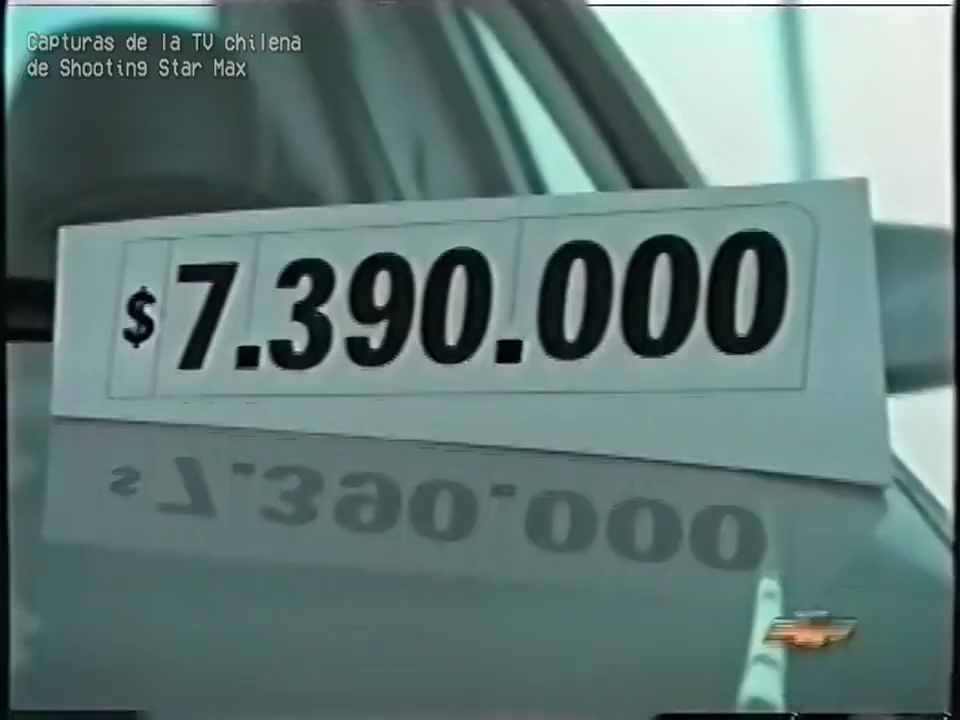 Capturas de la TV chilena
de Shooting Star Max
$7.390.000